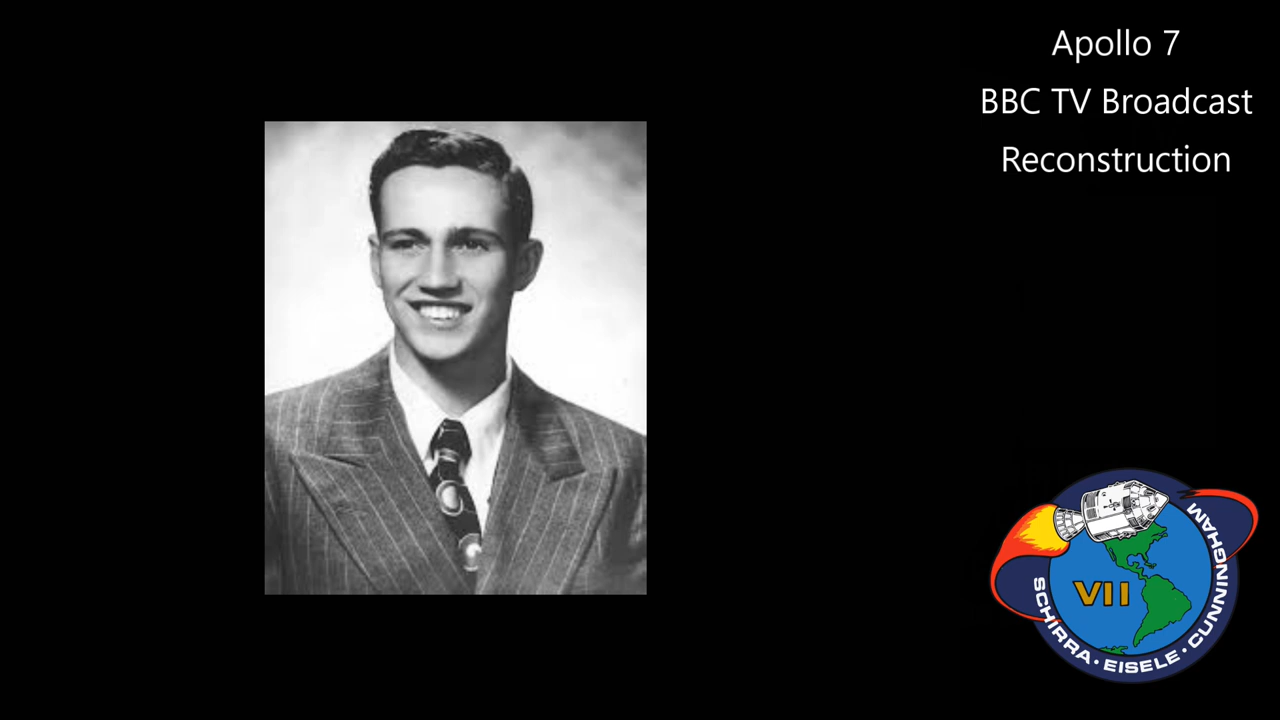 Apollo 7
BBC TV Broadcast
Reconstruction
VII
SCHIRRA • EISELE • CUNNINGHAM